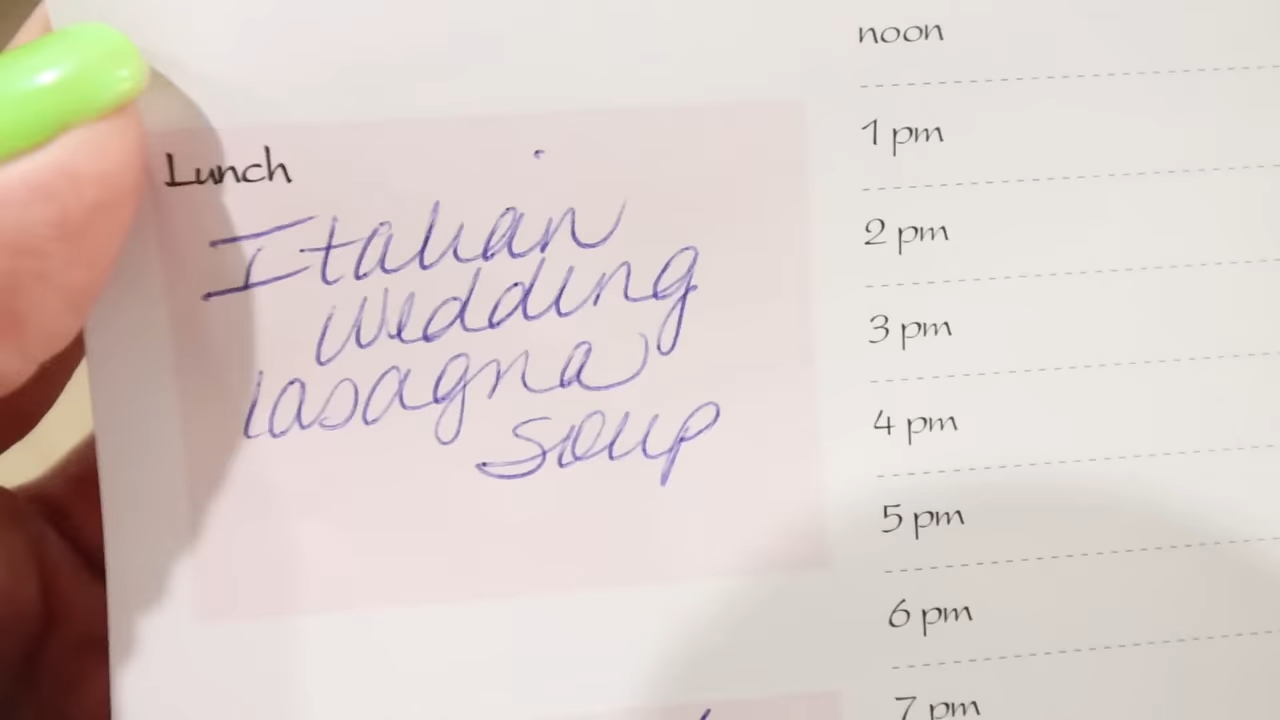 Lunch
Italian
wedding
lasagna
soup
noon
1 pm
2 pm
3 pm
4 pm
5 pm
6 pm
7 pm